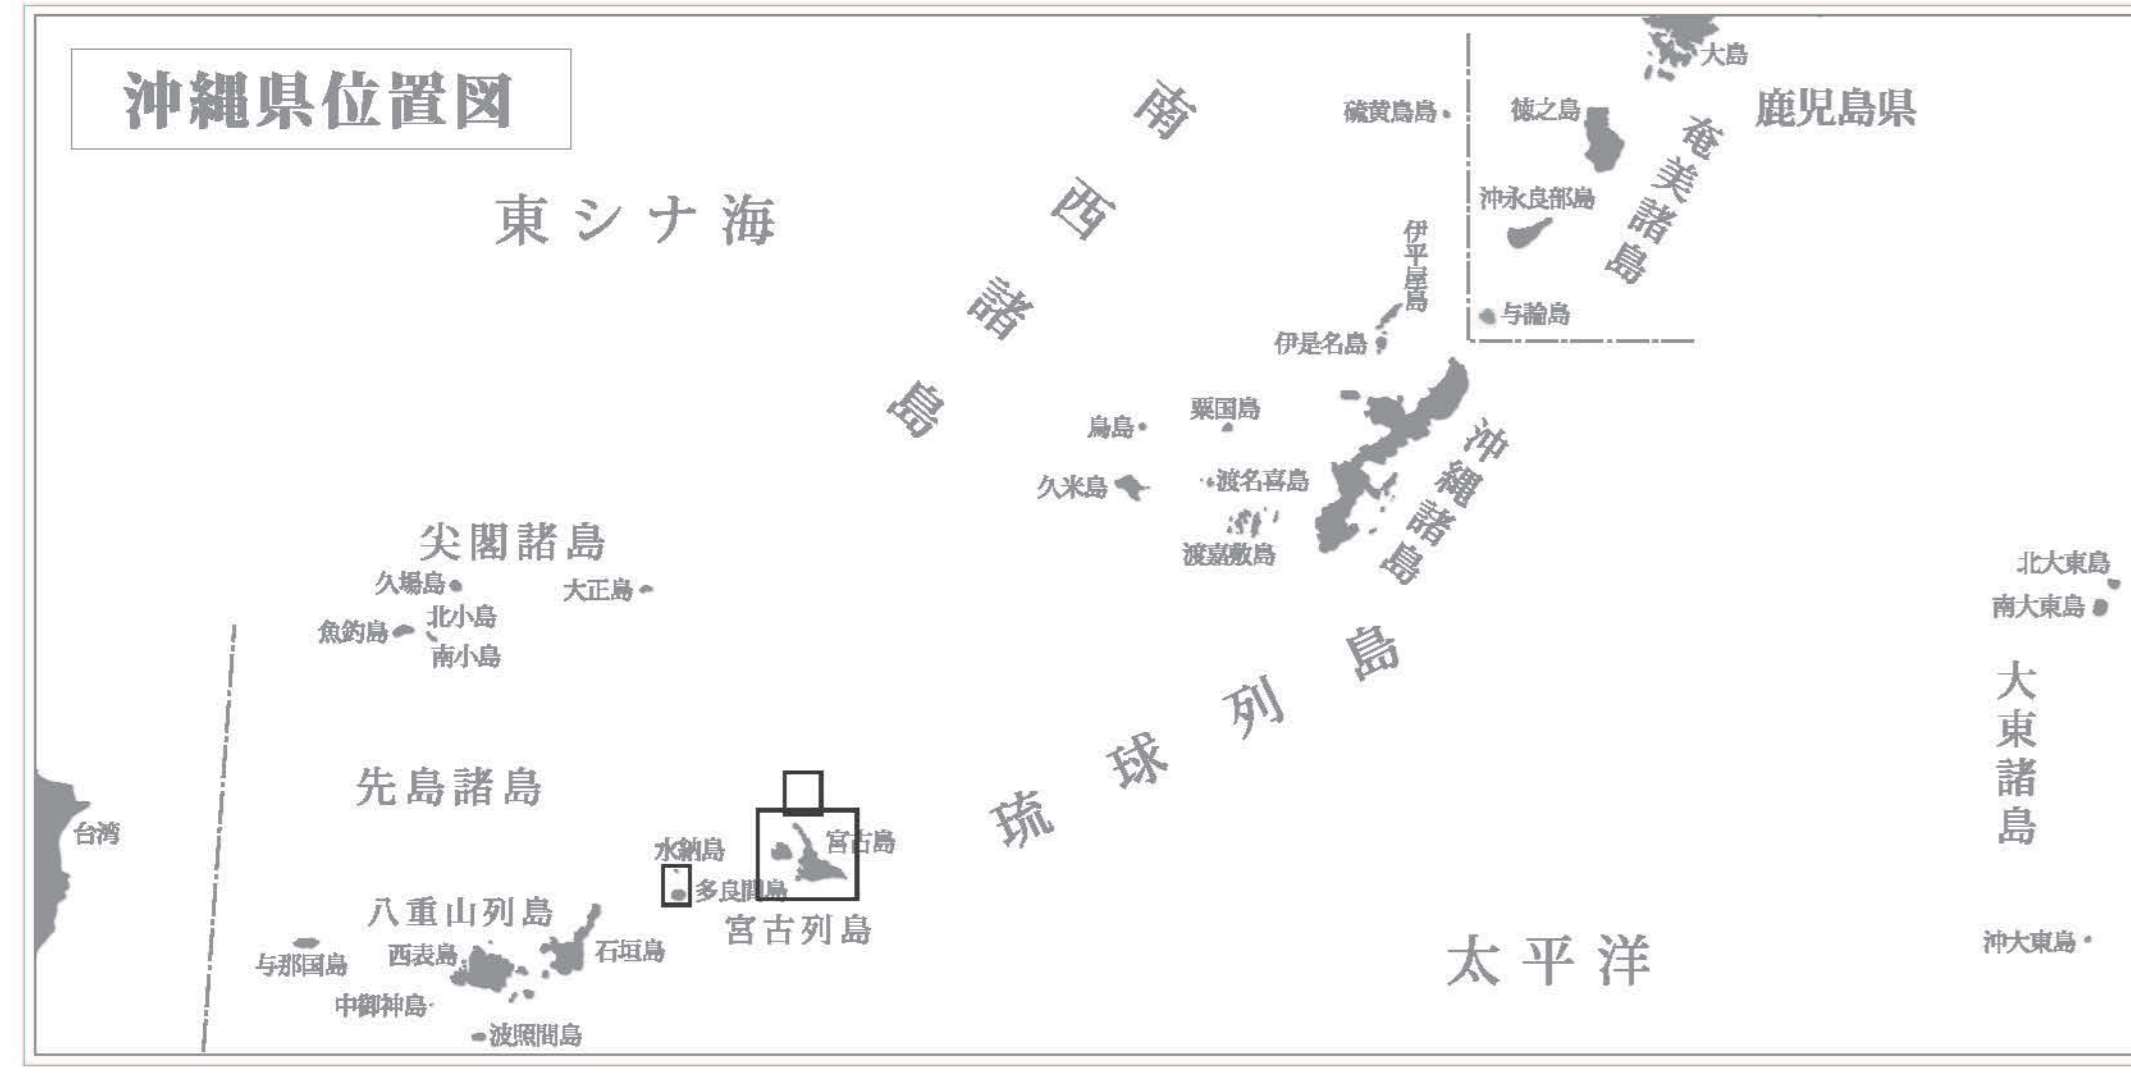 沖縄県位置図
東シナ海
南西諸島
硫黄鳥島
徳之島
大島
鹿児島県
奄美諸島
沖永良部島
与論島
伊平屋島
伊是名島
粟国島
鳥島
久米島
渡名喜島
渡嘉敷島
沖縄諸島
尖閣諸島
久場島
大正島
北小島
魚釣島
南小島
北大東島
南大東島
大東諸島
沖大東島
琉球列島
先島諸島
台湾
水納島
宮古島
多良間島
宮古列島
八重山列島
与那国島
西表島
石垣島
中御神島
波照間島
太平洋